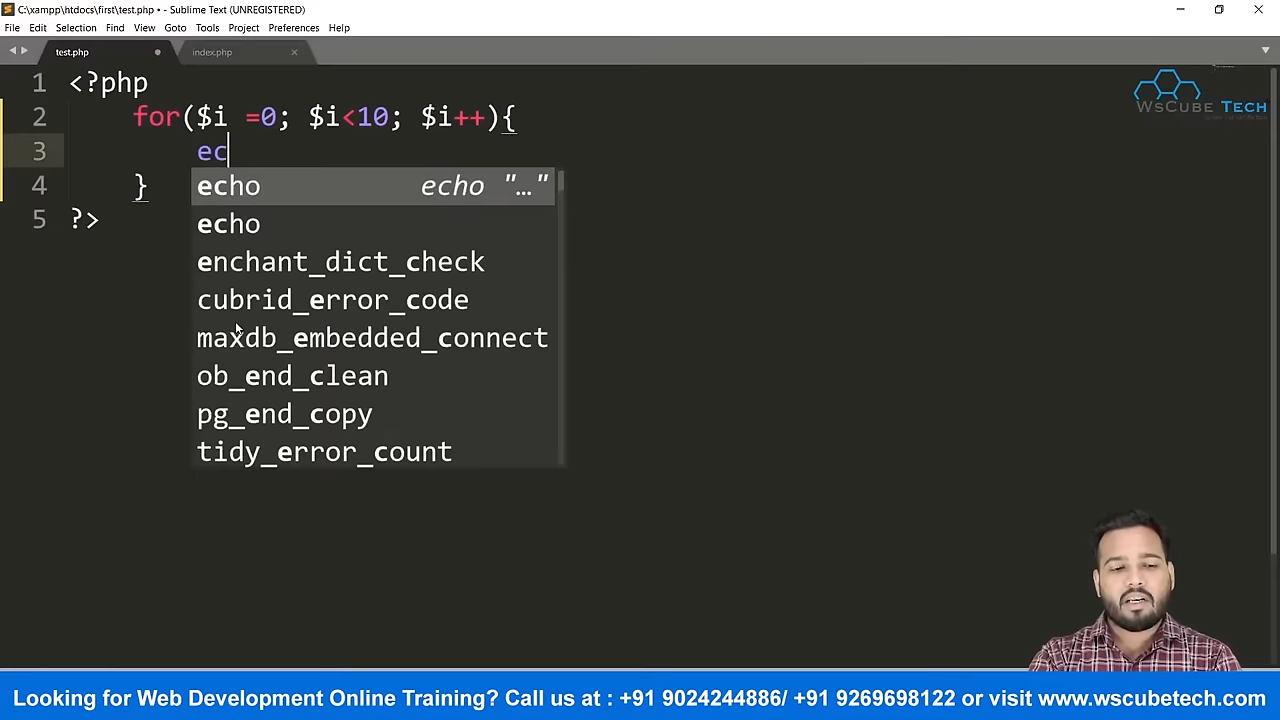 C:\xampp\htdocs\first\test.php • - Sublime Text (UNREGISTERED)
File Edit Selection Find View Goto Tools Project Preferences Help
test.php index.php
1 <?php
2 for($i =0; $i<10; $i++){
3 ec
echo echo "…"
4 }
echo
5 ?>
enchant_dict_check
cubrid_error_code
maxdb_embedded_connect
ob_end_clean
pg_end_copy
tidy_error_count
WsCube Tech
Looking for Web Development Online Training? Call us at : +91 9024244886/ +91 9269698122 or visit www.wscubetech.com